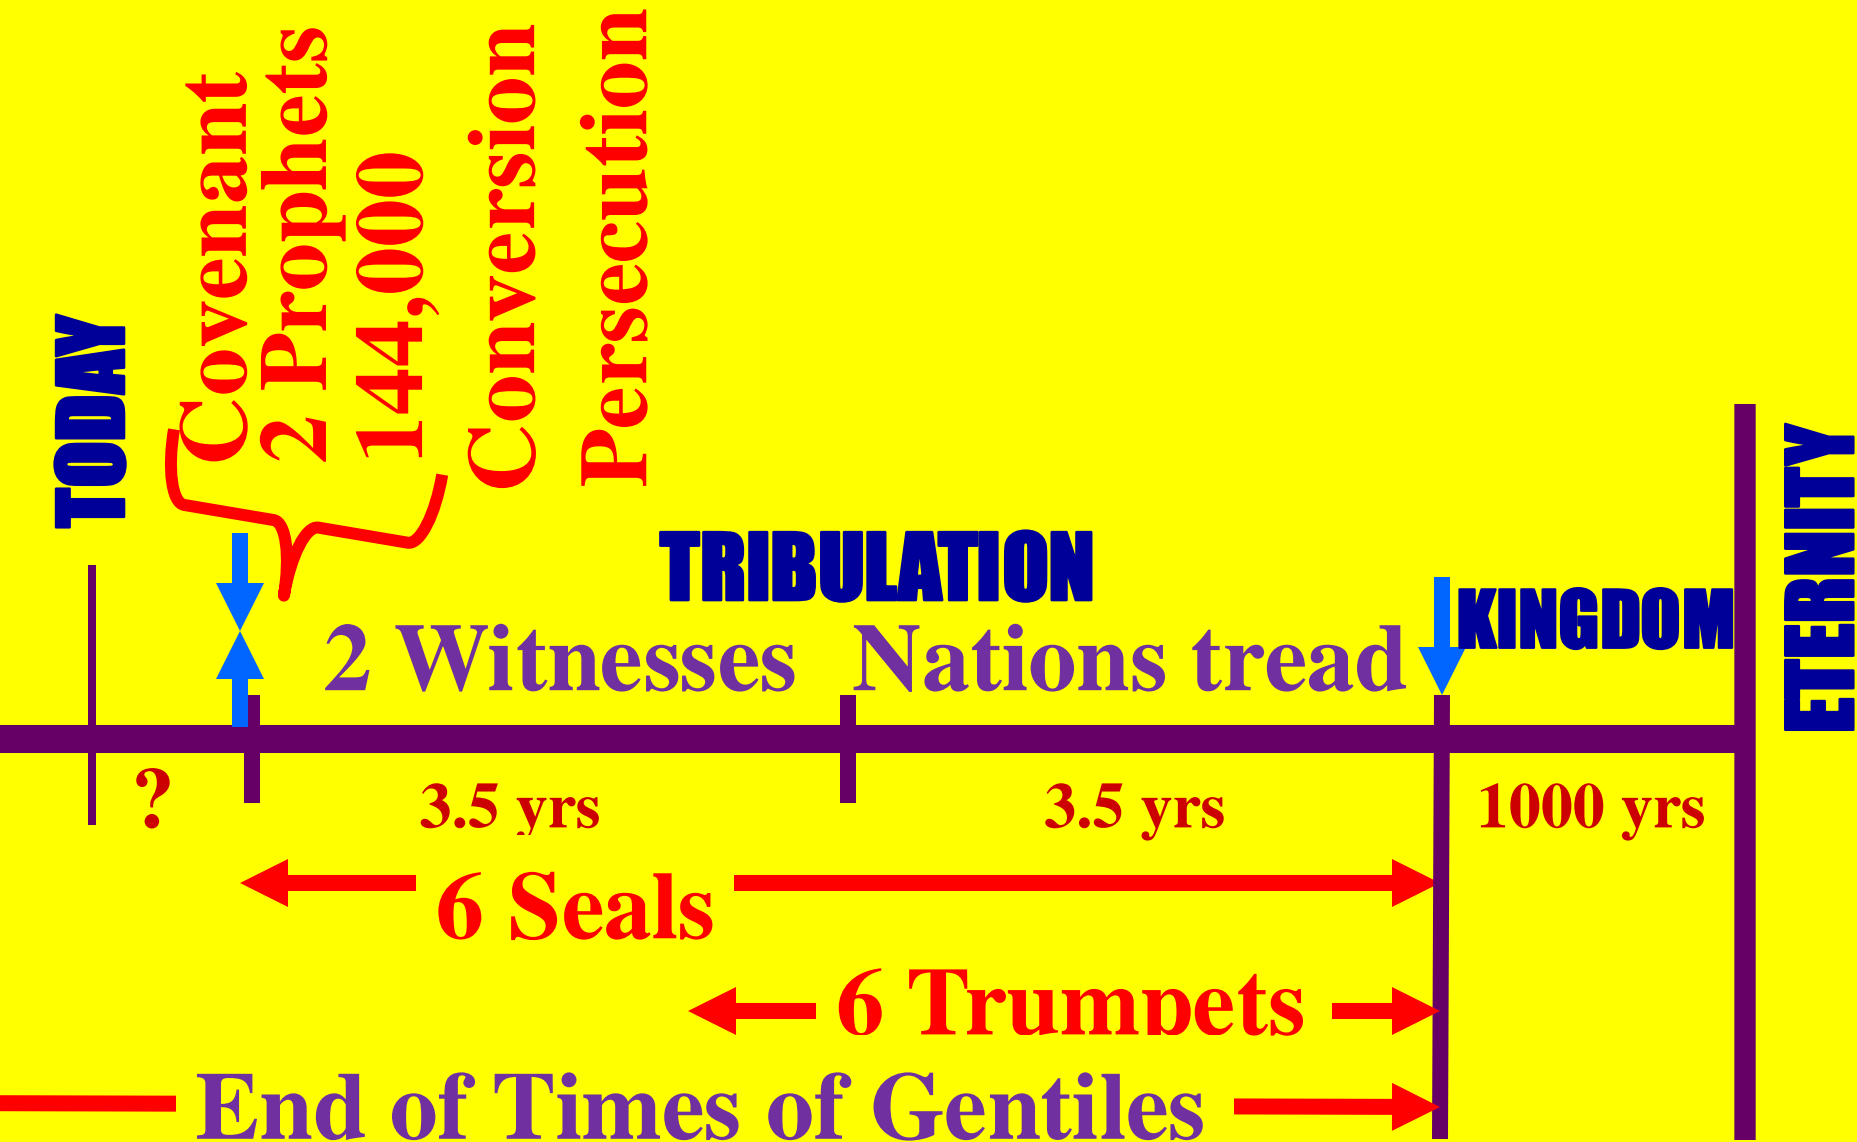 TODAY
Covenant
2 Prophets
144,000
Conversion
Persecution
TRIBULATION
KINGDOM
ETERNITY
2 Witnesses Nations tread
? 3.5 yrs 3.5 yrs 1000 yrs
6 Seals
6 Trumpets
End of Times of Gentiles